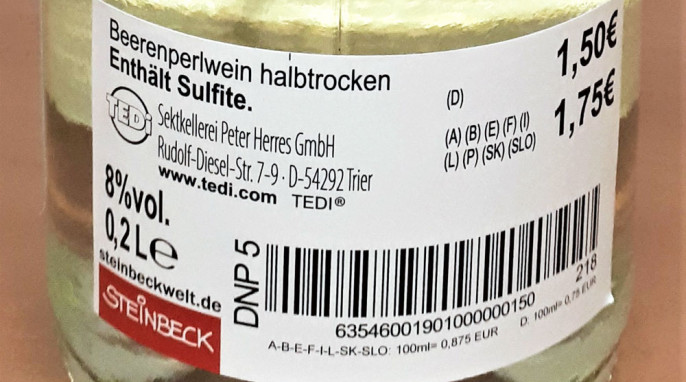 Beerenperlwein halbtrocken
Enthält Sulfite.
TEDi
Sektkellerei Peter Herres GmbH
Rudolf-Diesel-Str. 7-9 · D-54292 Trier
www.tedi.com TEDI®
(D) 1,50€
(A) (B) (E) (F) (I) 1,75€
(L) (P) (SK) (SLO)
8%vol.
0,2 L℮
steinbeckwelt.de
STEINBECK
DNP 5
218
63546001901000000150
A-B-E-F-I-L-SK-SLO: 100ml= 0,875 EUR
D: 100ml= 0,75 EUR